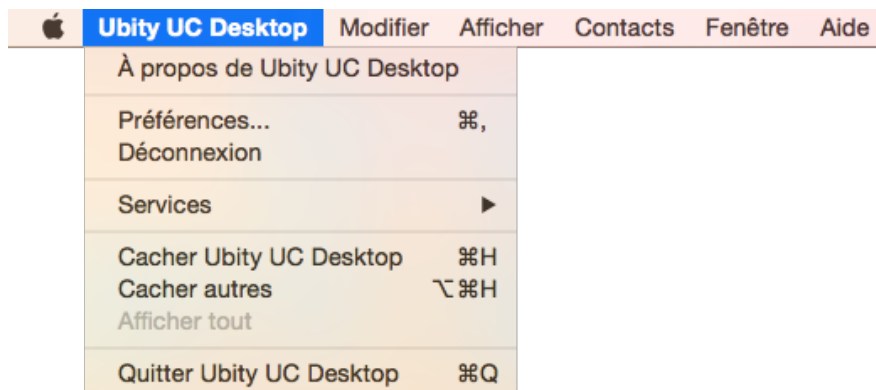 Ubity UC Desktop Modifier Afficher Contacts Fenêtre Aide
À propos de Ubity UC Desktop
Préférences... ⌘,
Déconnexion
Services ▶
Cacher Ubity UC Desktop ⌘H
Cacher autres ⌥⌘H
Afficher tout
Quitter Ubity UC Desktop ⌘Q